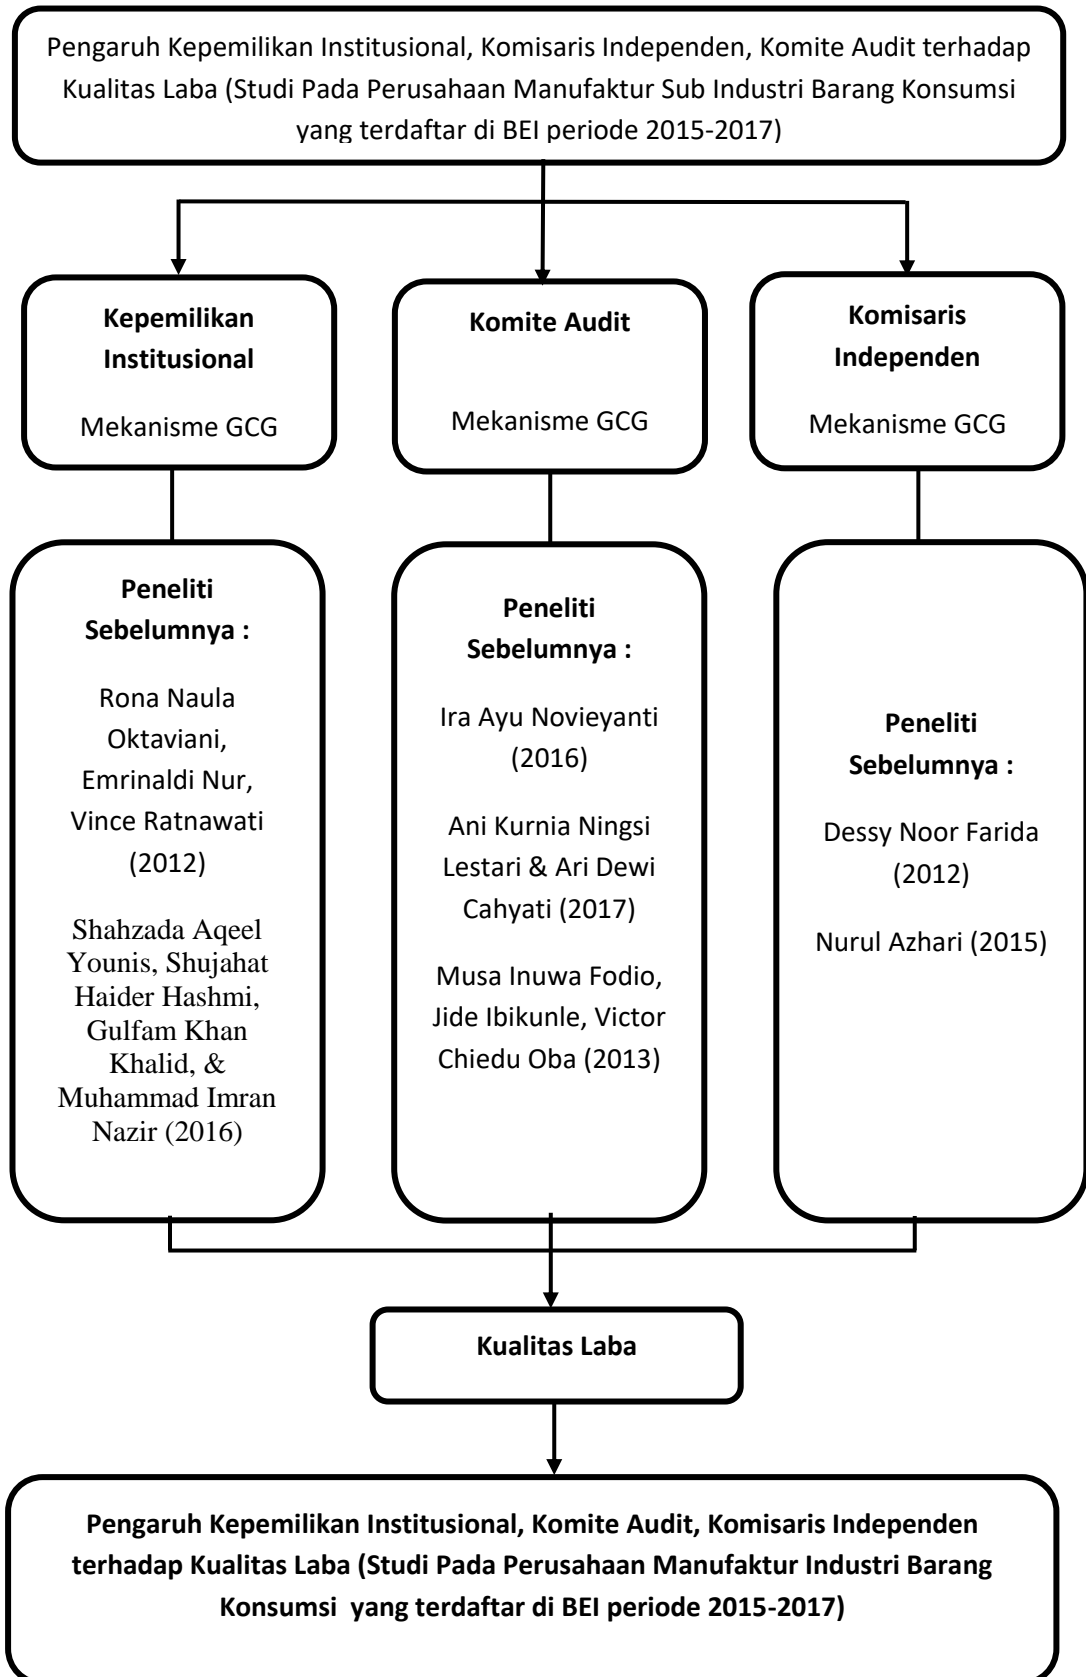 Pengaruh Kepemilikan Institusional, Komisaris Independen, Komite Audit terhadap
Kualitas Laba (Studi Pada Perusahaan Manufaktur Sub Industri Barang Konsumsi
yang terdaftar di BEI periode 2015-2017)
Kepemilikan
Institusional
Mekanisme GCG
Komite Audit
Mekanisme GCG
Komisaris
Independen
Mekanisme GCG
Peneliti
Sebelumnya :
Rona Naula
Oktaviani,
Emrinaldi Nur,
Vince Ratnawati
(2012)
Shahzada Aqeel
Younis, Shujahat
Haider Hashmi,
Gulfam Khan
Khalid, &
Muhammad Imran
Nazir (2016)
Peneliti
Sebelumnya :
Ira Ayu Novieyanti
(2016)
Ani Kurnia Ningsi
Lestari & Ari Dewi
Cahyati (2017)
Musa Inuwa Fodio,
Jide Ibikunle, Victor
Chiedu Oba (2013)
Peneliti
Sebelumnya :
Dessy Noor Farida
(2012)
Nurul Azhari (2015)
Kualitas Laba
Pengaruh Kepemilikan Institusional, Komite Audit, Komisaris Independen
terhadap Kualitas Laba (Studi Pada Perusahaan Manufaktur Industri Barang
Konsumsi yang terdaftar di BEI periode 2015-2017)